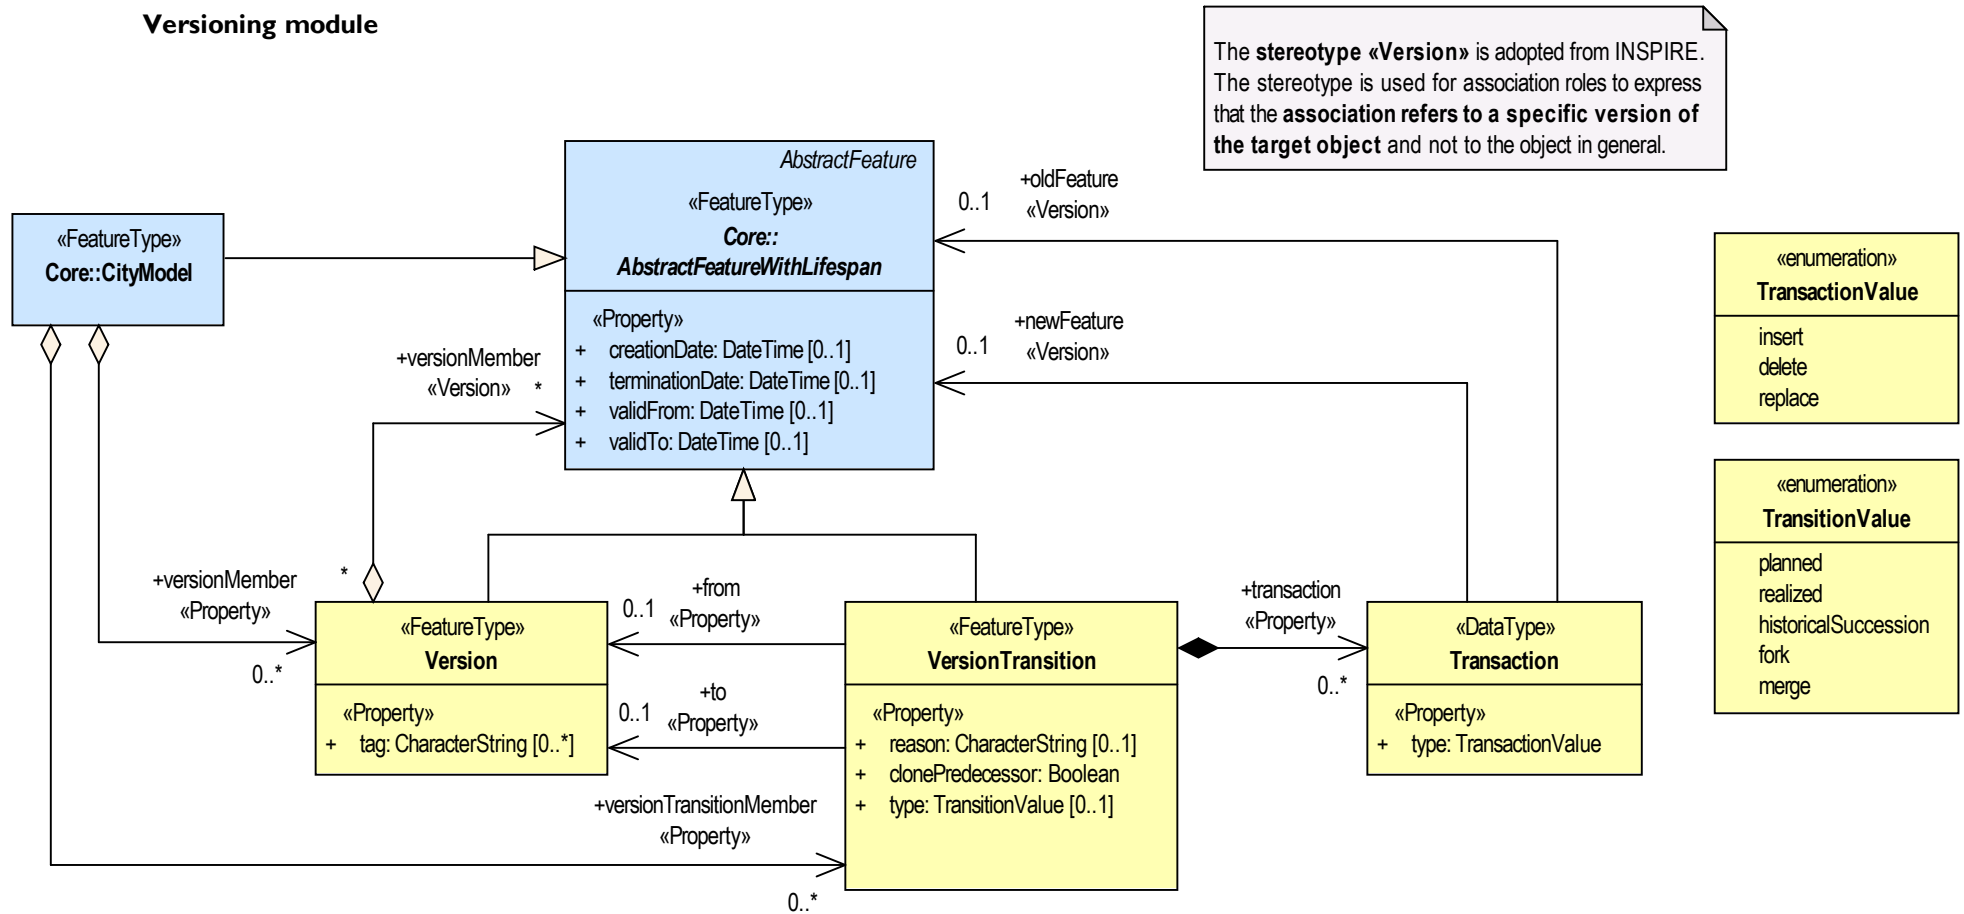 Versioning module
The stereotype «Version» is adopted from INSPIRE.
The stereotype is used for association roles to express
that the association refers to a specific version of
the target object and not to the object in general.
AbstractFeature
«FeatureType»
Core::
AbstractFeatureWithLifespan
«Property»
+ creationDate: DateTime [0..1]
+ terminationDate: DateTime [0..1]
+ validFrom: DateTime [0..1]
+ validTo: DateTime [0..1]
«FeatureType»
Core::CityModel
+oldFeature
0..1
«Version»
+newFeature
0..1
«Version»
+versionMember
«Version»
*
*
«enumeration»
TransactionValue
insert
delete
replace
«enumeration»
TransitionValue
planned
realized
historicalSuccession
fork
merge
+versionMember
«Property»
0..*
«FeatureType»
Version
«Property»
+ tag: CharacterString [0..*]
+from
0..1
«Property»
+to
0..1
«Property»
«FeatureType»
VersionTransition
«Property»
+ reason: CharacterString [0..1]
+ clonePredecessor: Boolean
+ type: TransitionValue [0..1]
+transaction
«Property»
0..*
«DataType»
Transaction
«Property»
+ type: TransactionValue
+versionTransitionMember
«Property»
0..*